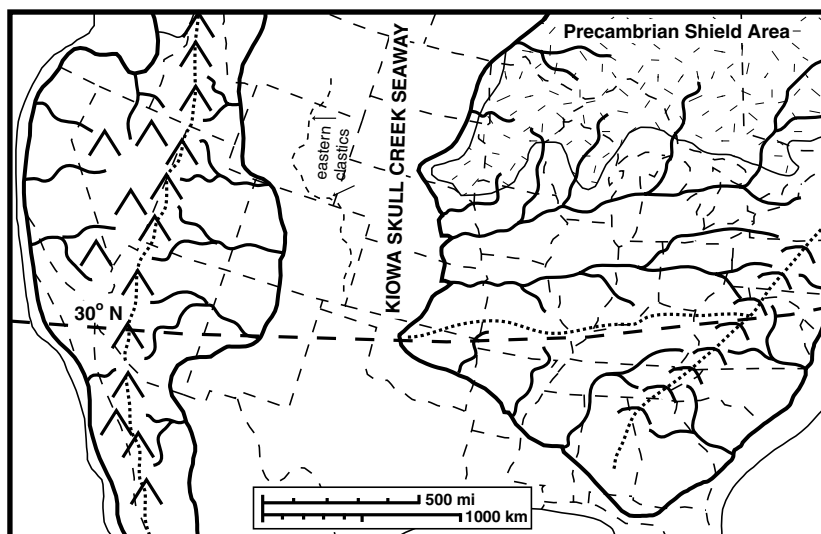 Precambrian Shield Area
KIOWA SKULL CREEK SEAWAY
eastern
clastics
30° N
500 mi
1000 km